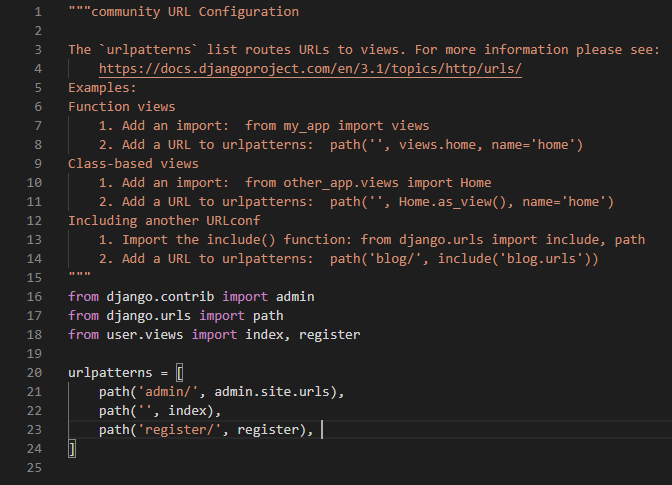 1 """community URL Configuration
2
3 The `urlpatterns` list routes URLs to views. For more information please see:
4     https://docs.djangoproject.com/en/3.1/topics/http/urls/
5 Examples:
6 Function views
7     1. Add an import:  from my_app import views
8     2. Add a URL to urlpatterns:  path('', views.home, name='home')
9 Class-based views
10     1. Add an import:  from other_app.views import Home
11     2. Add a URL to urlpatterns:  path('', Home.as_view(), name='home')
12 Including another URLconf
13     1. Import the include() function: from django.urls import include, path
14     2. Add a URL to urlpatterns:  path('blog/', include('blog.urls'))
15 """
16 from django.contrib import admin
17 from django.urls import path
18 from user.views import index, register
19
20 urlpatterns = [
21     path('admin/', admin.site.urls),
22     path('', index),
23     path('register/', register),
24 ]
25